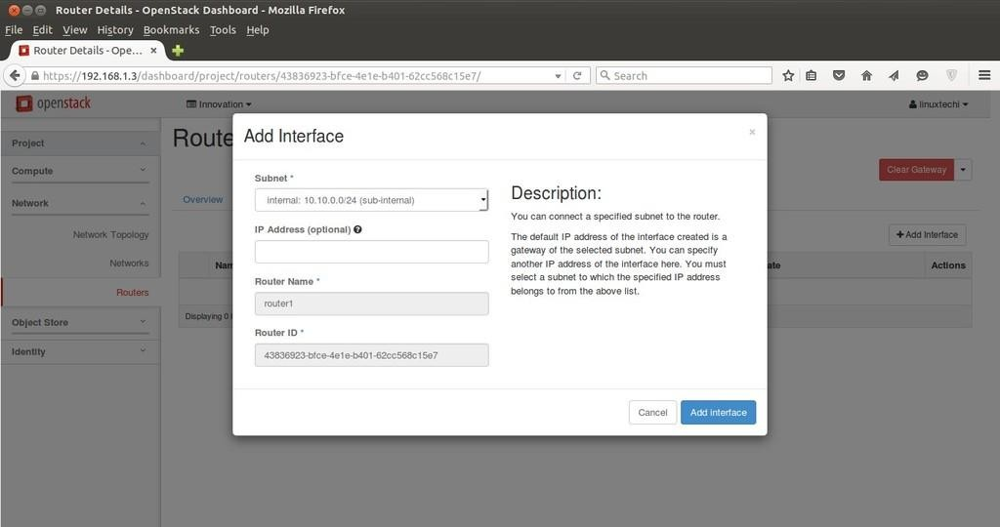 Router Details - OpenStack Dashboard - Mozilla Firefox
File Edit View History Bookmarks Tools Help
Router Details - Ope...
https://192.168.1.3/dashboard/project/routers/43836923-bfce-4e1e-b401-62cc568c15e7/
Search
openstack
Innovation
linuxtechi
Project
Compute
Network
Network Topology
Networks
Routers
Object Store
Identity
Route
Clear Gateway
Overview
+ Add Interface
Actions
Displaying 0
Add Interface
×
Subnet *
internal: 10.10.0.0/24 (sub-internal)
IP Address (optional)
Router Name *
router1
Router ID *
43836923-bfce-4e1e-b401-62cc568c15e7
Description:
You can connect a specified subnet to the router.
The default IP address of the interface created is a
gateway of the selected subnet. You can specify
another IP address of the interface here. You must
select a subnet to which the specified IP address
belongs to from the above list.
Cancel
Add interface